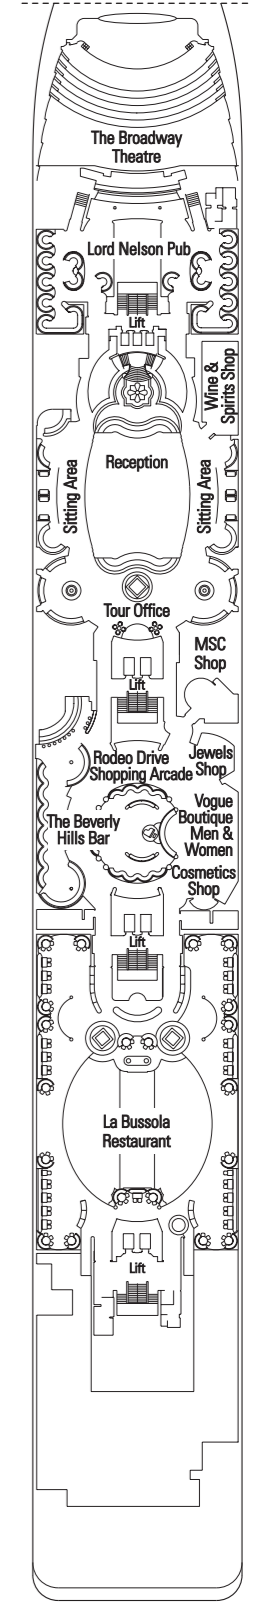 The Broadway
Theatre
Lord Nelson Pub
Lift
Wine &
Spirits Shop
Reception
Sitting Area
Sitting Area
Tour Office
MSC
Shop
Lift
Rodeo Drive
Shopping Arcade
Jewels
Shop
The Beverly
Hills Bar
Vogue
Boutique
Men &
Women
Cosmetics
Shop
Lift
La Bussola
Restaurant
Lift